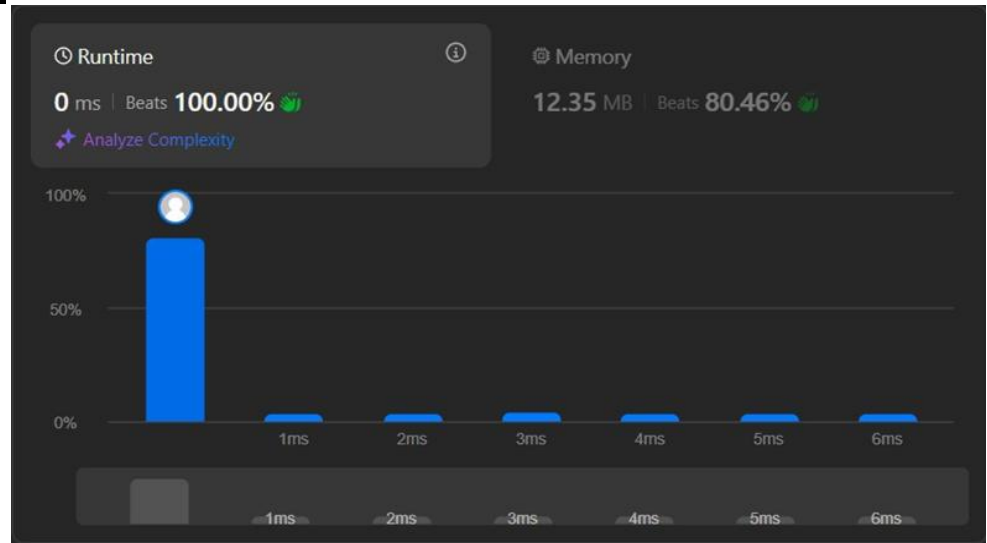 Runtime
0 ms | Beats 100.00%
Analyze Complexity
Memory
12.35 MB | Beats 80.46%
100%
50%
0%
1ms 2ms 3ms 4ms 5ms 6ms
1ms 2ms 3ms 4ms 5ms 6ms